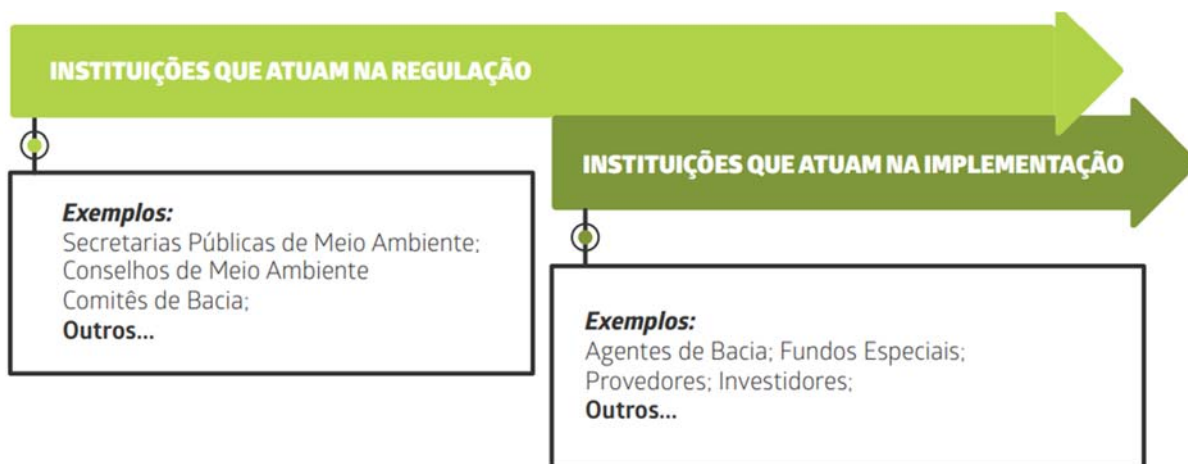 INSTITUIÇÕES QUE ATUAM NA REGULAÇÃO
Exemplos:
Secretarias Públicas de Meio Ambiente;
Conselhos de Meio Ambiente
Comitês de Bacia;
Outros...
INSTITUIÇÕES QUE ATUAM NA IMPLEMENTAÇÃO
Exemplos:
Agentes de Bacia; Fundos Especiais;
Provedores; Investidores;
Outros...